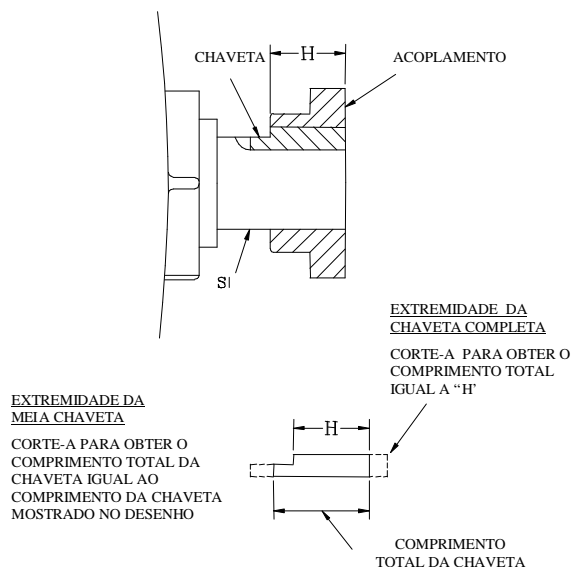 H
CHAVETA
ACOPLAMENTO
SI
EXTREMIDADE DA
CHAVETA COMPLETA
CORTE-A PARA OBTER O
COMPRIMENTO TOTAL
IGUAL A “H’
EXTREMIDADE DA
MEIA CHAVETA
CORTE-A PARA OBTER O
COMPRIMENTO TOTAL DA
CHAVETA IGUAL AO
COMPRIMENTO DA CHAVETA
MOSTRADO NO DESENHO
H
COMPRIMENTO
TOTAL DA CHAVETA